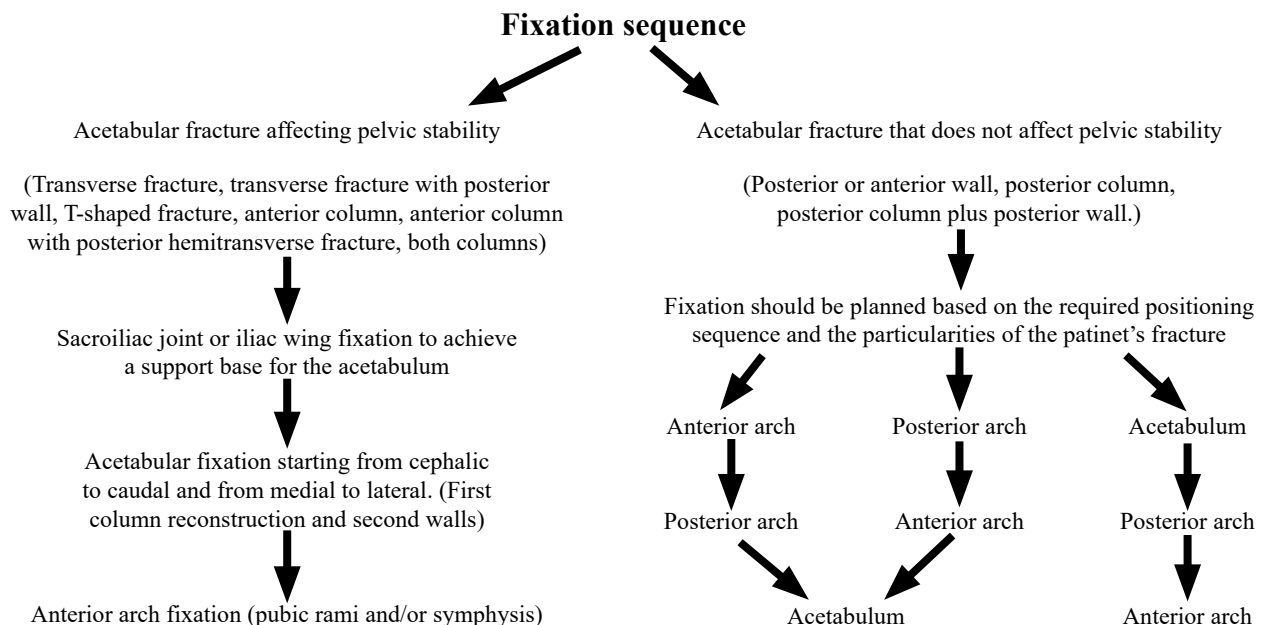 Fixation sequence
Acetabular fracture affecting pelvic stability
(Transverse fracture, transverse fracture with posterior
wall, T-shaped fracture, anterior column, anterior column
with posterior hemitransverse fracture, both columns)
Sacroiliac joint or iliac wing fixation to achieve
a support base for the acetabulum
Acetabular fixation starting from cephalic
to caudal and from medial to lateral. (First
column reconstruction and second walls)
Anterior arch fixation (pubic rami and/or symphysis)
Acetabular fracture that does not affect pelvic stability
(Posterior or anterior wall, posterior column,
posterior column plus posterior wall.)
Fixation should be planned based on the required positioning
sequence and the particularities of the patinet’s fracture
Anterior arch
Posterior arch
Acetabulum
Posterior arch
Anterior arch
Posterior arch
Acetabulum
Anterior arch